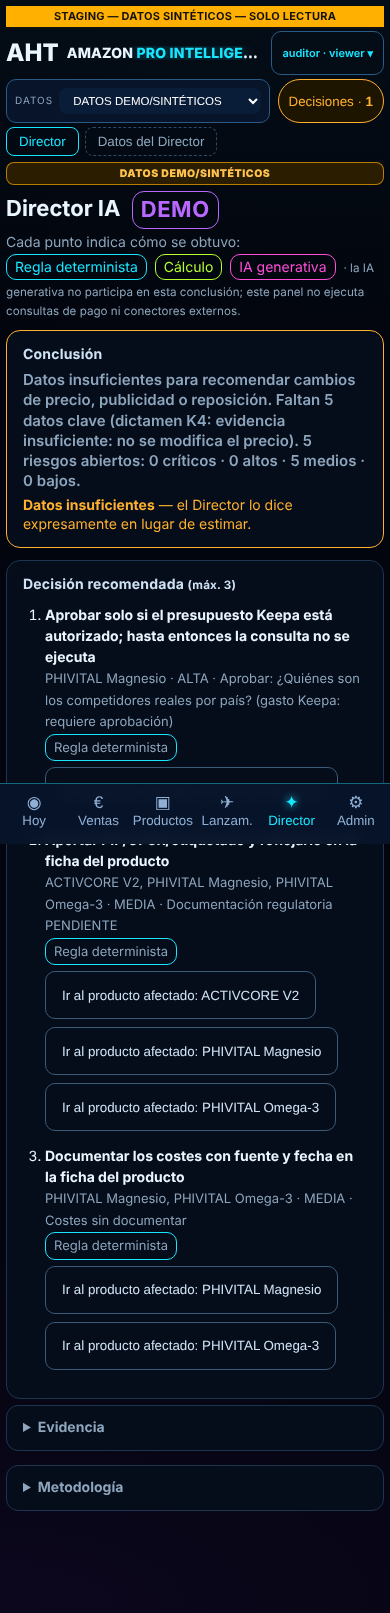 STAGING — DATOS SINTÉTICOS — SOLO LECTURA
AHT AMAZON PRO INTELLIGE... auditor · viewer ▾
DATOS DATOS DEMO/SINTÉTICOS Decisiones · 1
Director Datos del Director
DATOS DEMO/SINTÉTICOS
Director IA DEMO
Cada punto indica cómo se obtuvo:
Regla determinista Cálculo IA generativa · la IA
generativa no participa en esta conclusión; este panel no ejecuta
consultas de pago ni conectores externos.
Conclusión
Datos insuficientes para recomendar cambios
de precio, publicidad o reposición. Faltan 5
datos clave (dictamen K4: evidencia
insuficiente: no se modifica el precio). 5
riesgos abiertos: 0 críticos · 0 altos · 5 medios ·
0 bajos.
Datos insuficientes — el Director lo dice
expresamente en lugar de estimar.
Decisión recomendada (máx. 3)
1. Aprobar solo si el presupuesto Keepa está
autorizado; hasta entonces la consulta no se
ejecuta
PHIVITAL Magnesio · ALTA · Aprobar: ¿Quiénes son
los competidores reales por país? (gasto Keepa:
requiere aprobación)
Regla determinista
◉ Hoy
€ Ventas
▣ Productos
✈ Lanzam.
✦ Director
⚙ Admin
ficha del producto
ACTIVCORE V2, PHIVITAL Magnesio, PHIVITAL
Omega-3 · MEDIA · Documentación regulatoria
PENDIENTE
Regla determinista
Ir al producto afectado: ACTIVCORE V2
Ir al producto afectado: PHIVITAL Magnesio
Ir al producto afectado: PHIVITAL Omega-3
3. Documentar los costes con fuente y fecha en
la ficha del producto
PHIVITAL Magnesio, PHIVITAL Omega-3 · MEDIA ·
Costes sin documentar
Regla determinista
Ir al producto afectado: PHIVITAL Magnesio
Ir al producto afectado: PHIVITAL Omega-3
▶ Evidencia
▶ Metodología